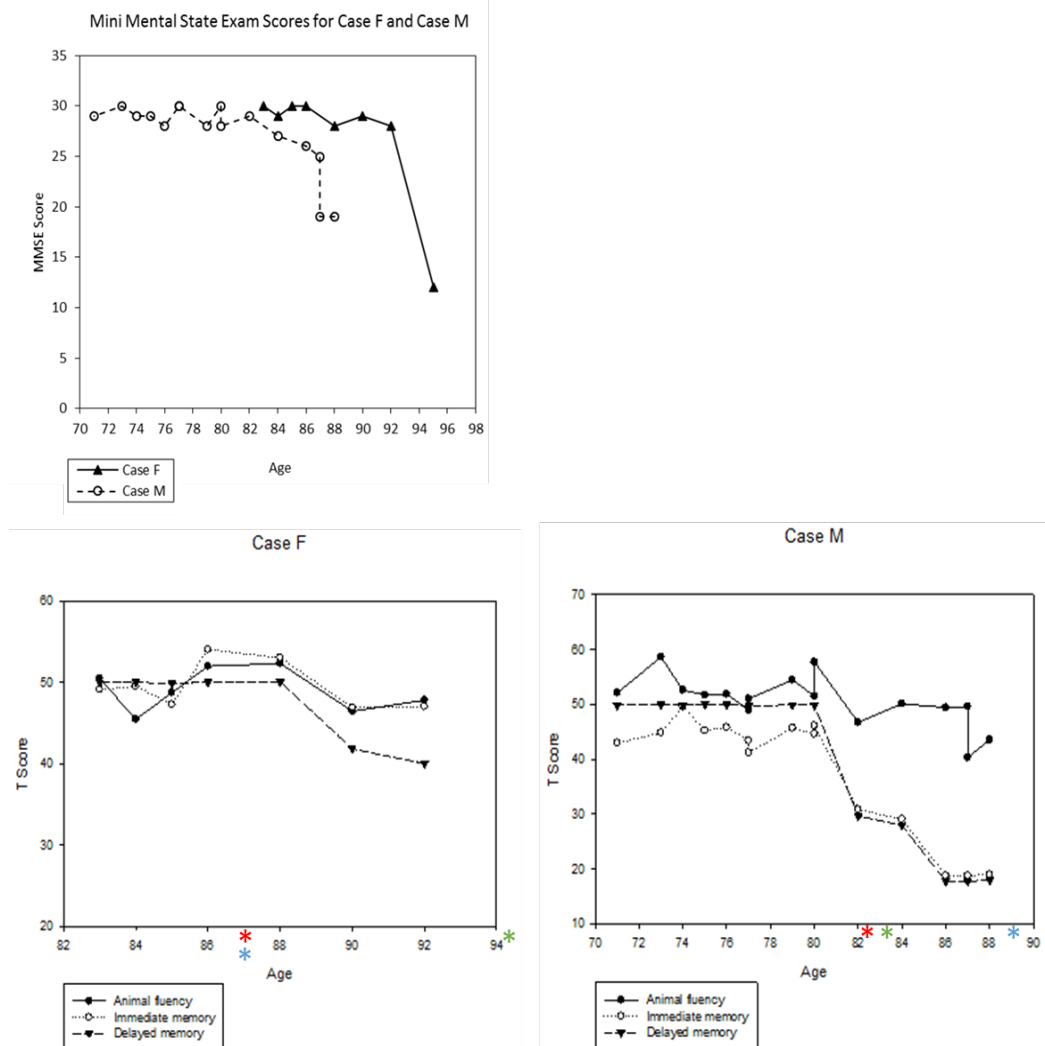 Mini Mental State Exam Scores for Case F and Case M
35
30
25
20
15
10
5
0
MMSE Score
70 72 74 76 78 80 82 84 86 88 90 92 94 96 98
Age
Case F
Case M
Case F
60
50
40
30
20
T Score
82 84 86 88 90 92 94
Age
Animal fluency
Immediate memory
Delayed memory
Case M
70
60
50
40
30
20
10
T Score
70 72 74 76 78 80 82 84 86 88 90
Age
Animal fluency
Immediate memory
Delayed memory